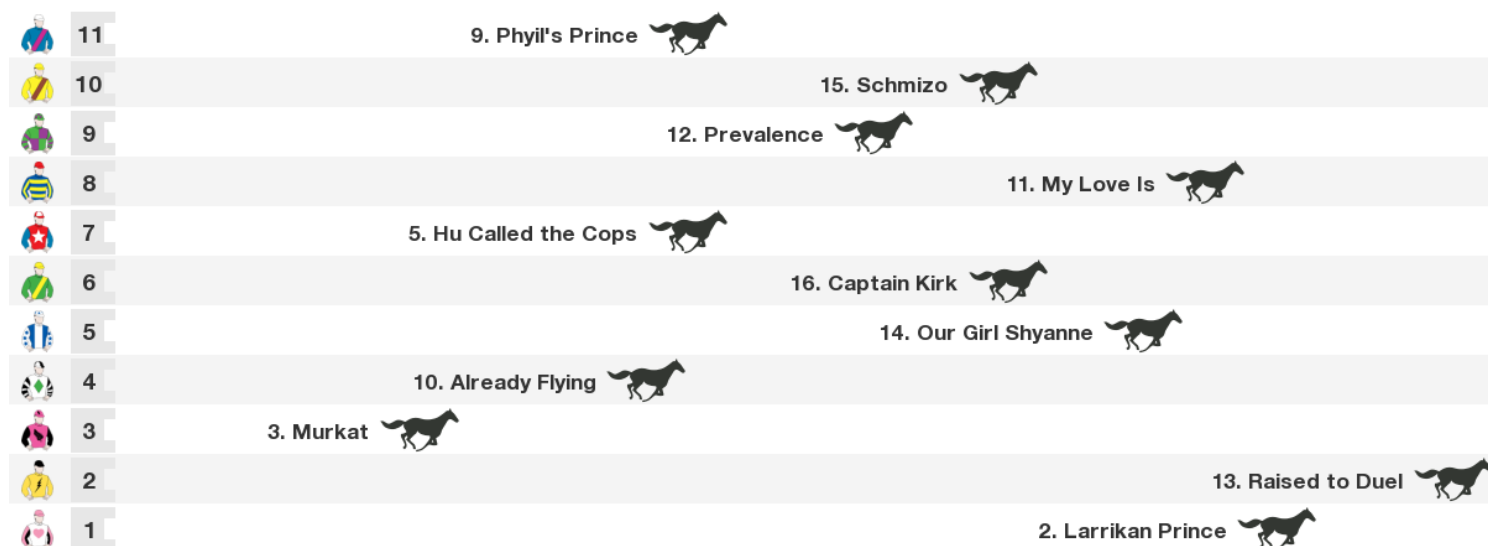 11 9. Phyil's Prince
10 15. Schmizo
9 12. Prevalence
8 11. My Love Is
7 5. Hu Called the Cops
6 16. Captain Kirk
5 14. Our Girl Shyanne
4 10. Already Flying
3 3. Murkat
2 13. Raised to Duel
1 2. Larrikan Prince